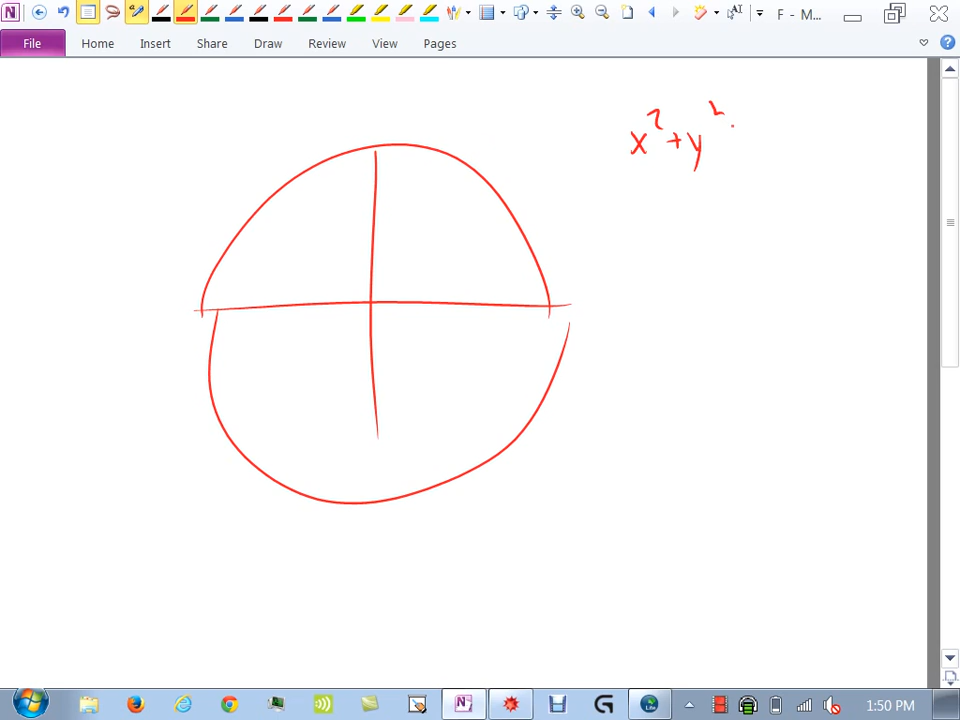 F - M...
File Home Insert Share Draw Review View Pages
x² + y²
1:50 PM